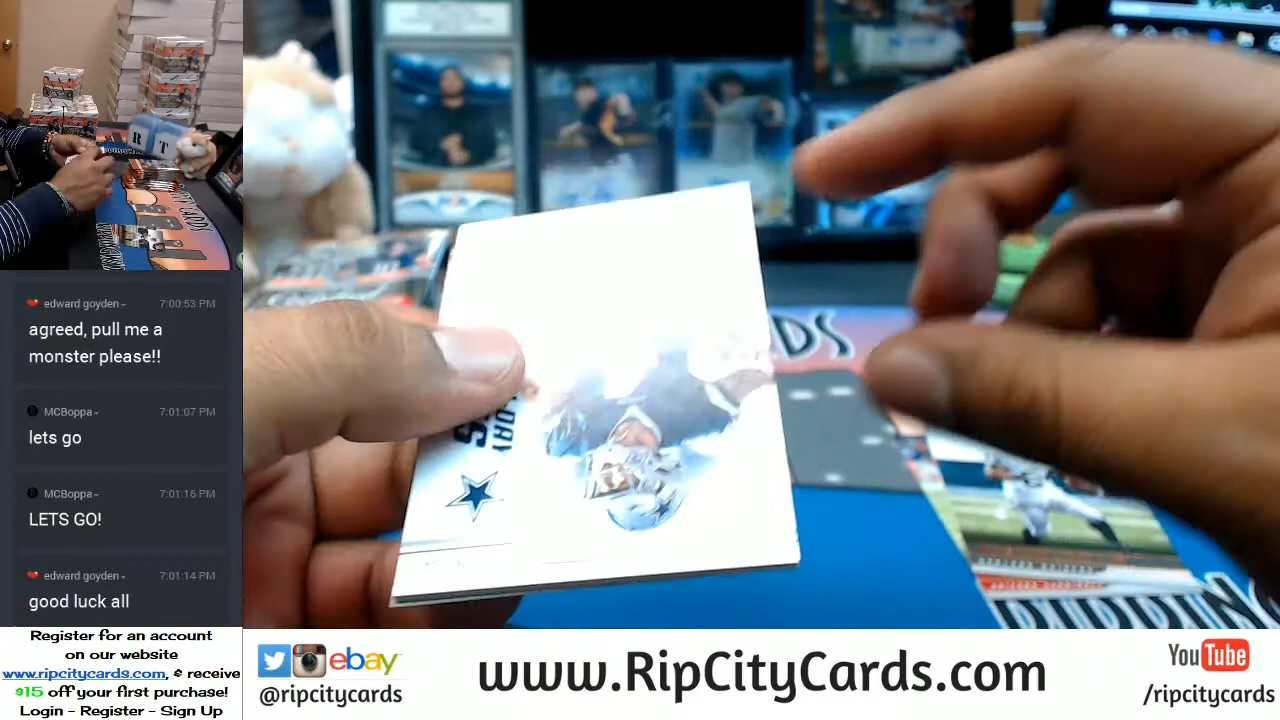 R T
edward goyden 7:00:53 PM
agreed, pull me a
monster please!!
MCBoppa 7:01:07 PM
lets go
MCBoppa 7:01:16 PM
LETS GO!
edward goyden 7:01:14 PM
good luck all
Register for an account
on our website
www.ripcitycards.com, & receive
$15 off your first purchase!
Login - Register - Sign Up
ebay
@ripcitycards
www.RipCityCards.com
YouTube
/ripcitycards